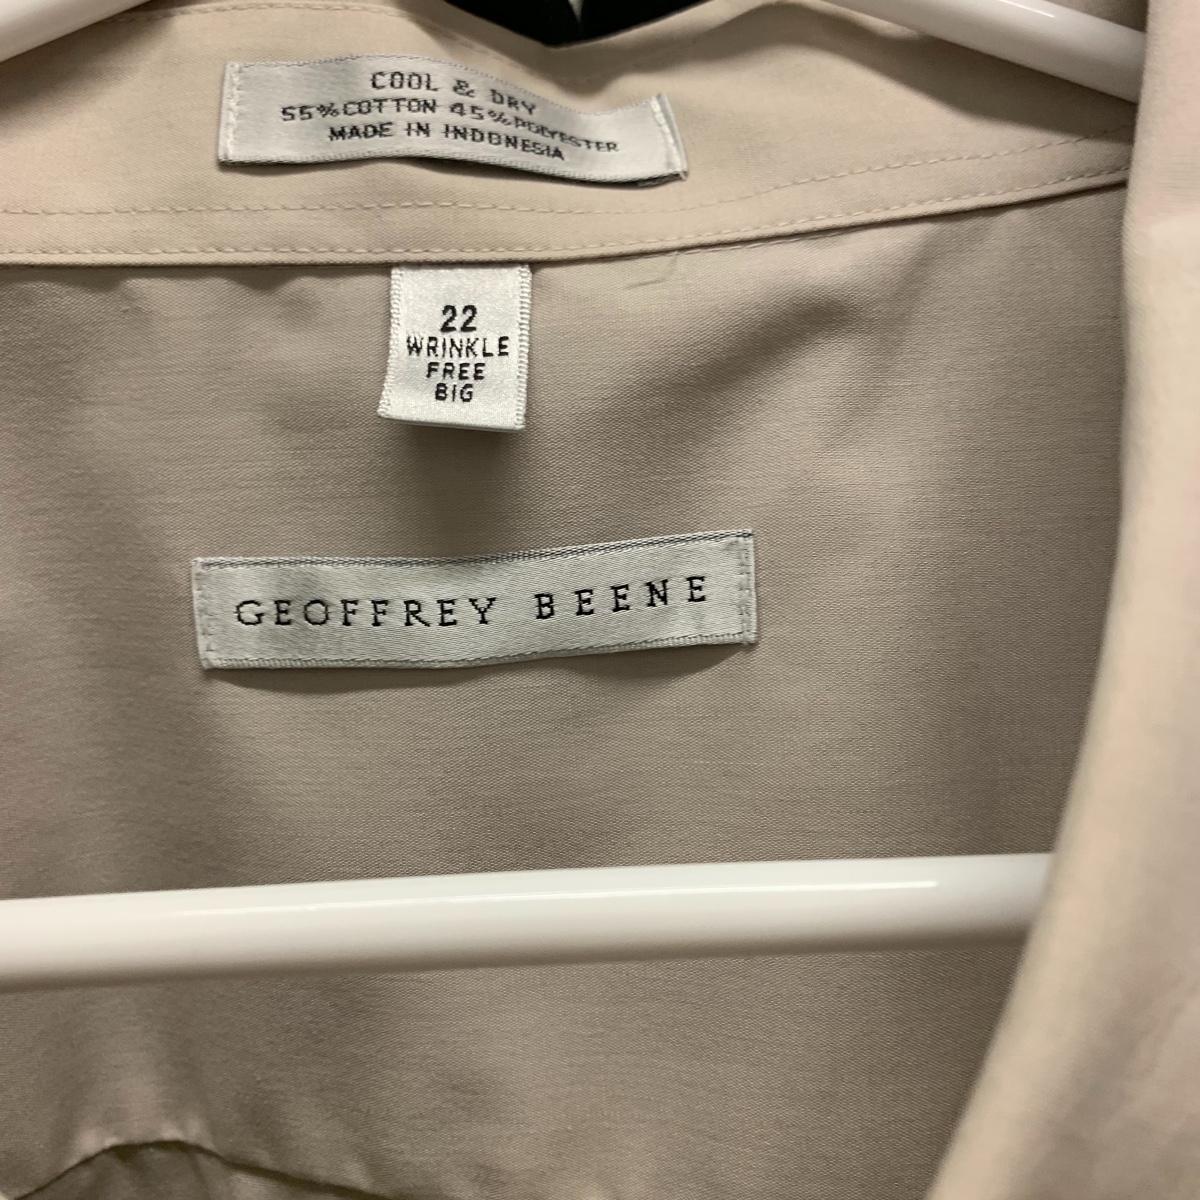 COOL & DRY
55% COTTON 45% POLYESTER
MADE IN INDONESIA
22
WRINKLE
FREE
BIG
GEOFFREY BEENE